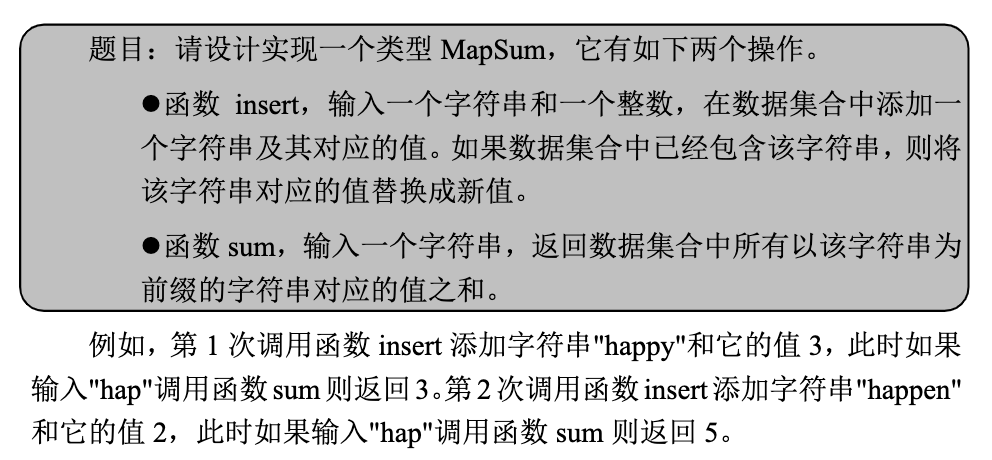 题目：请设计实现一个类型 MapSum，它有如下两个操作。
●函数 insert，输入一个字符串和一个整数，在数据集合中添加一
个字符串及其对应的值。如果数据集合中已经包含该字符串，则将
该字符串对应的值替换成新值。
●函数 sum，输入一个字符串，返回数据集合中所有以该字符串为
前缀的字符串对应的值之和。
例如，第 1 次调用函数 insert 添加字符串"happy"和它的值 3，此时如果
输入"hap"调用函数 sum 则返回 3。第 2 次调用函数 insert 添加字符串"happen"
和它的值 2，此时如果输入"hap"调用函数 sum 则返回 5。